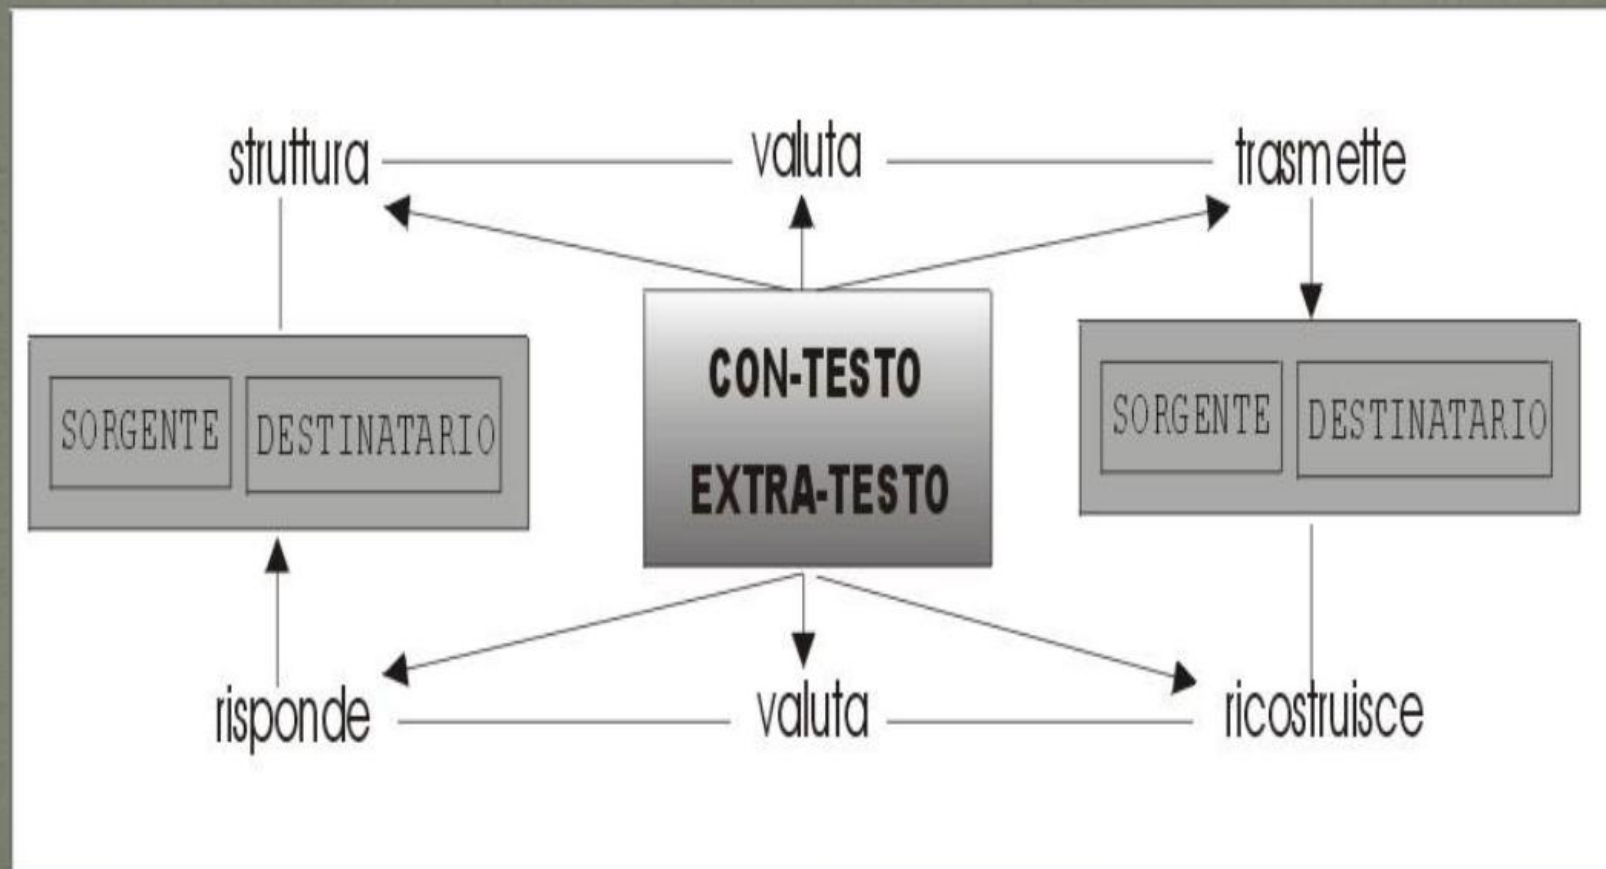 struttura valuta trasmette
CON-TESTO
EXTRA-TESTO
SORGENTE DESTINATARIO
SORGENTE DESTINATARIO
risponde valuta ricostruisce